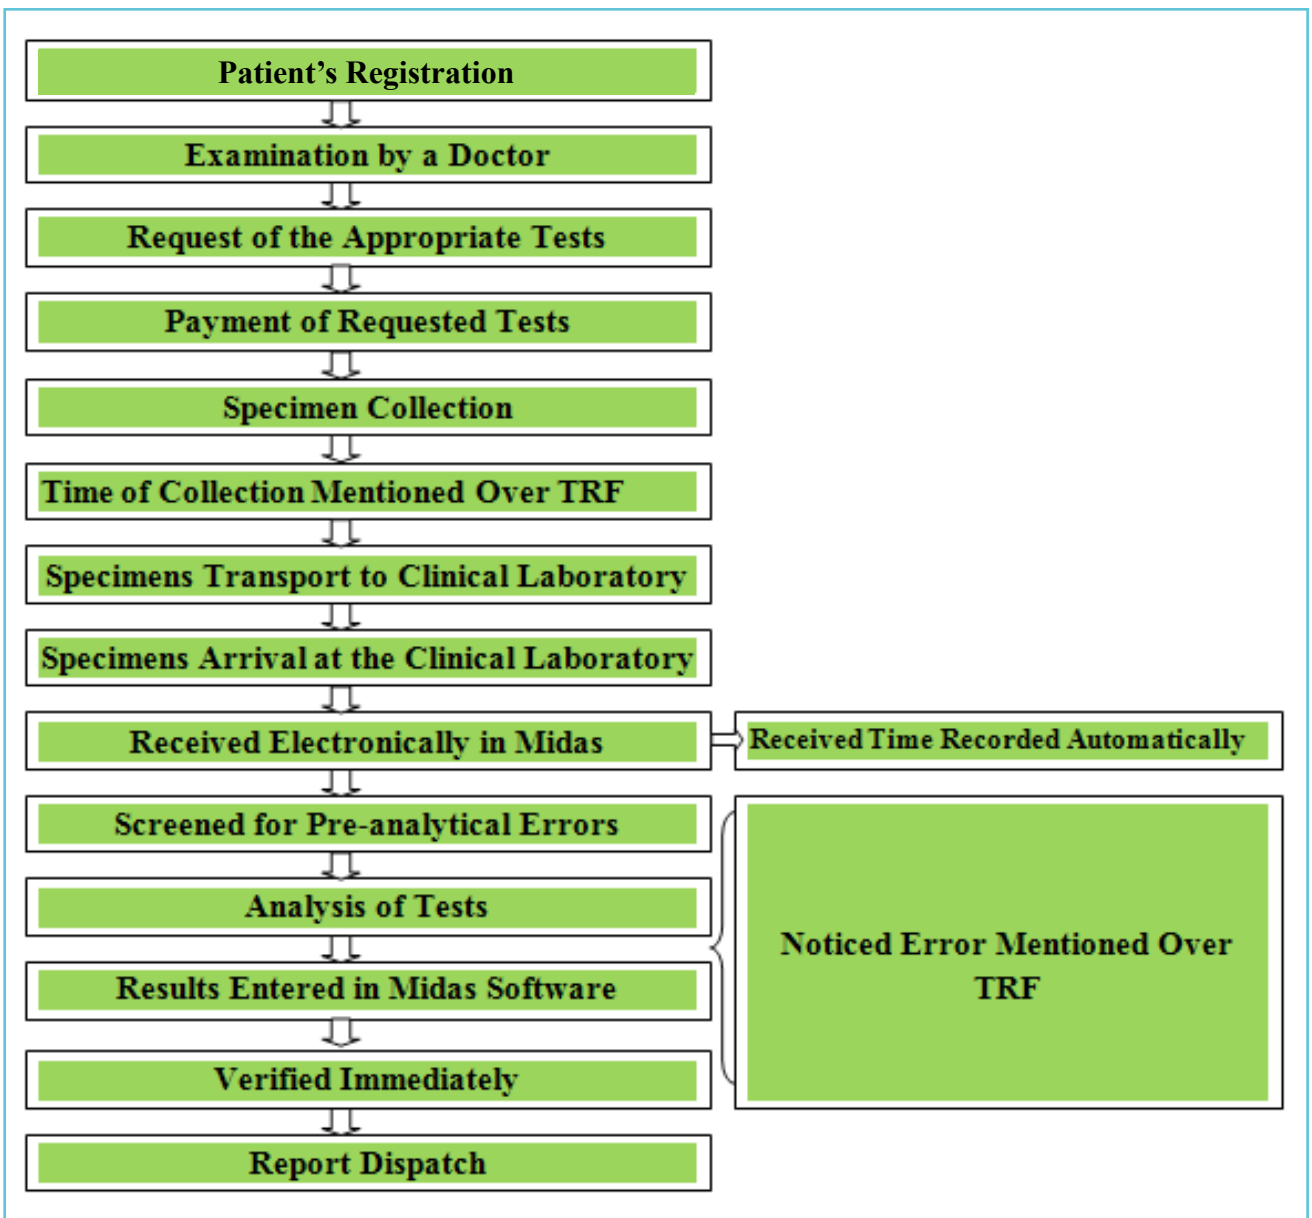 Patient’s Registration
Examination by a Doctor
Request of the Appropriate Tests
Payment of Requested Tests
Specimen Collection
Time of Collection Mentioned Over TRF
Specimens Transport to Clinical Laboratory
Specimens Arrival at the Clinical Laboratory
Received Electronically in Midas
Received Time Recorded Automatically
Screened for Pre-analytical Errors
Analysis of Tests
Results Entered in Midas Software
Verified Immediately
Noticed Error Mentioned Over
TRF
Report Dispatch